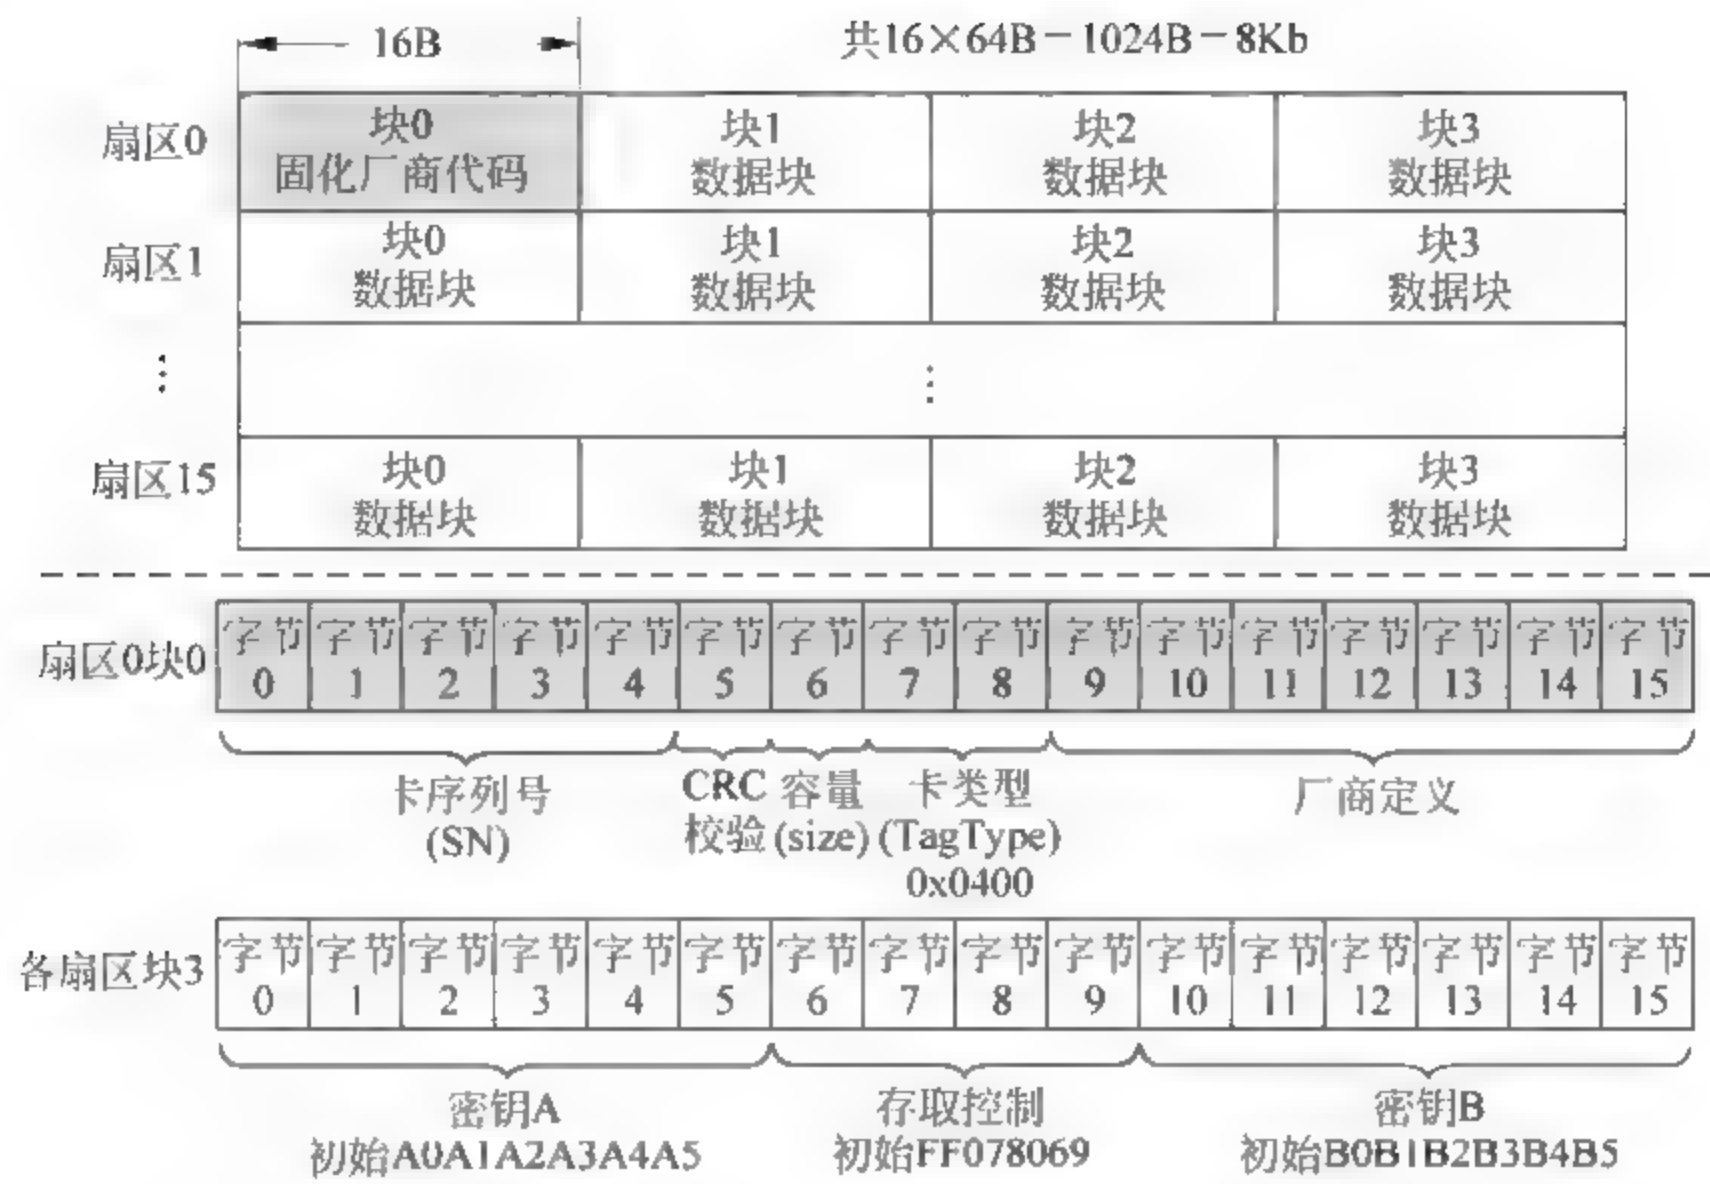 16B
共16×64B－1024B－8Kb
扇区0
块0
固化厂商代码
块1
数据块
块2
数据块
块3
数据块
扇区1
块0
数据块
块1
数据块
块2
数据块
块3
数据块
⋮
⋮
扇区15
块0
数据块
块1
数据块
块2
数据块
块3
数据块
扇区0块0
字节 字节 字节 字节 字节 字节 字节 字节 字节 字节 字节 字节 字节 字节 字节 字节
0 1 2 3 4 5 6 7 8 9 10 11 12 13 14 15
卡序列号
(SN)
CRC
校验
容量
(size)
卡类型
(TagType)
0x0400
厂商定义
各扇区块3
字节 字节 字节 字节 字节 字节 字节 字节 字节 字节 字节 字节 字节 字节 字节 字节
0 1 2 3 4 5 6 7 8 9 10 11 12 13 14 15
密钥A
初始A0A1A2A3A4A5
存取控制
初始FF078069
密钥B
初始B0B1B2B3B4B5